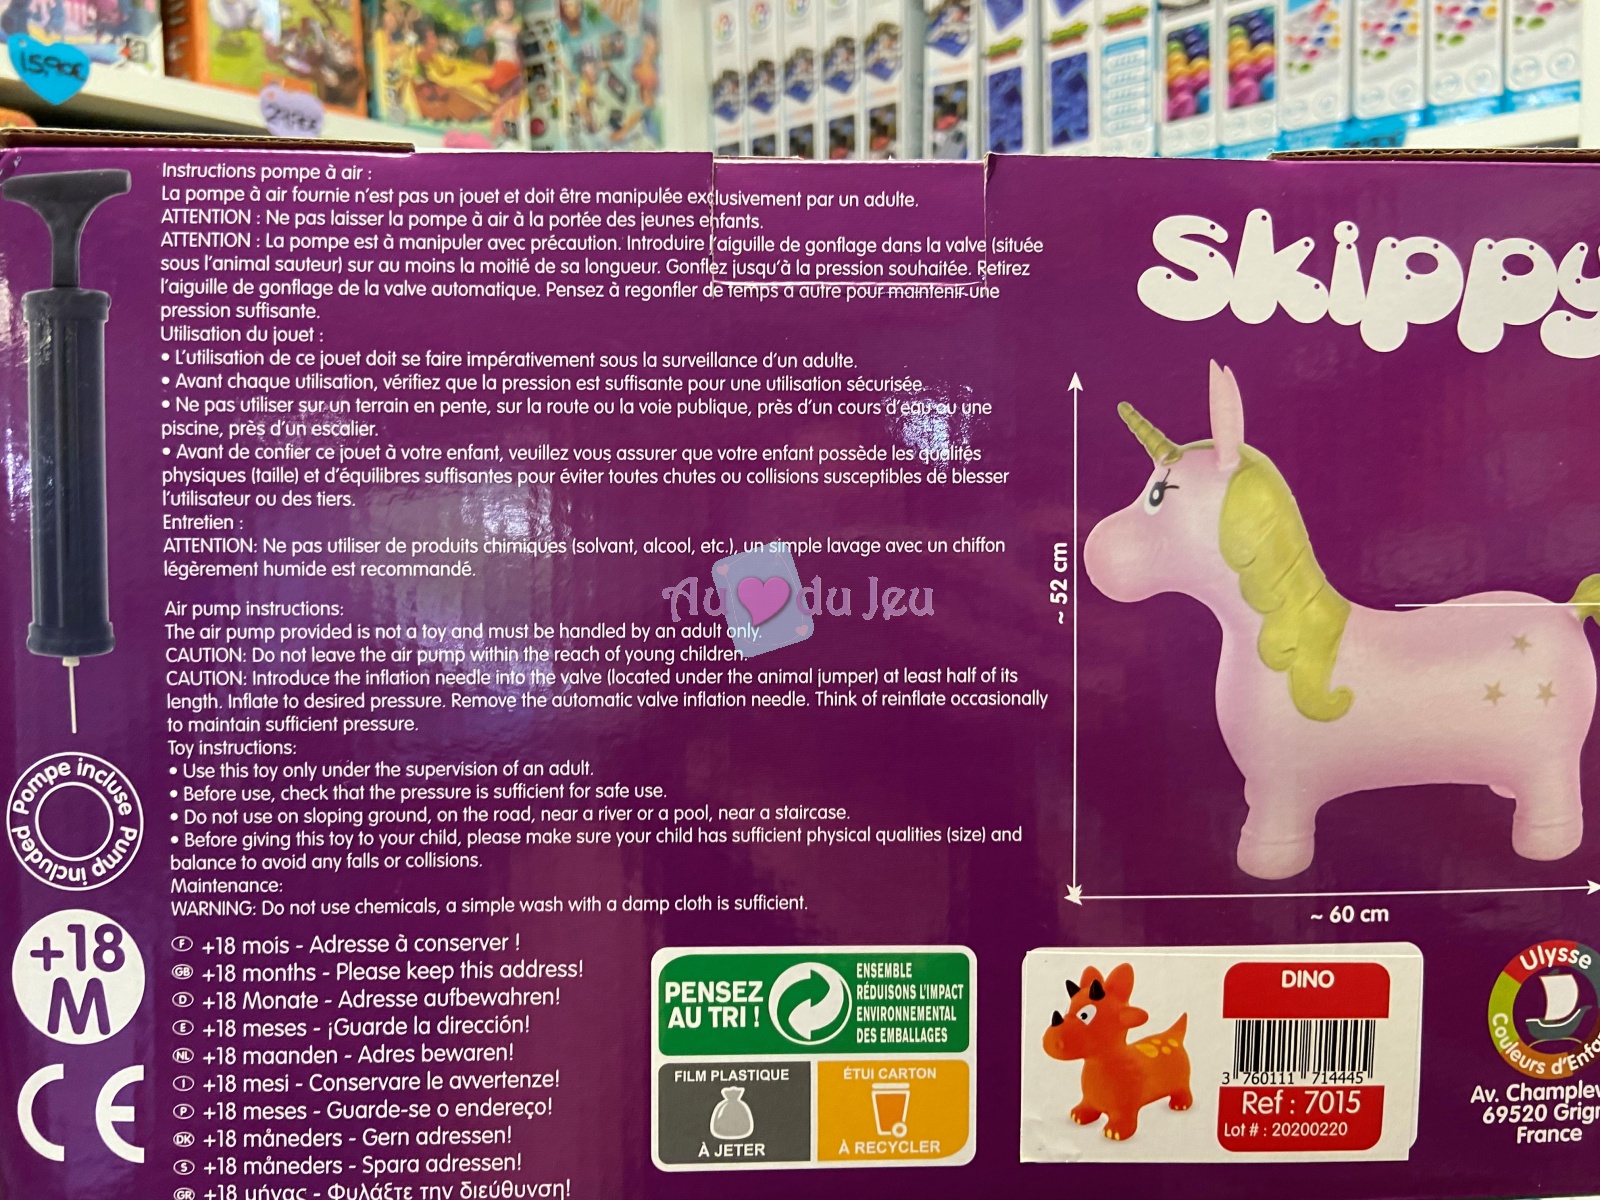 15,90€
Instructions pompe à air :
La pompe à air fournie n'est pas un jouet et doit être manipulée exclusivement par un adulte.
ATTENTION : Ne pas laisser la pompe à air à la portée des jeunes enfants.
ATTENTION : La pompe est à manipuler avec précaution. Introduire l'aiguille de gonflage dans la valve (située
sous l'animal sauteur) sur au moins la moitié de sa longueur. Gonflez jusqu'à la pression souhaitée. Retirez
l'aiguille de gonflage de la valve automatique. Pensez à regonfler de temps à autre pour maintenir une
pression suffisante.
Utilisation du jouet :
• L'utilisation de ce jouet doit se faire impérativement sous la surveillance d'un adulte.
• Avant chaque utilisation, vérifiez que la pression est suffisante pour une utilisation sécurisée.
• Ne pas utiliser sur un terrain en pente, sur la route ou la voie publique, près d'un cours d'eau ou une
piscine, près d'un escalier.
• Avant de confier ce jouet à votre enfant, veuillez vous assurer que votre enfant possède les qualités
physiques (taille) et d'équilibres suffisantes pour éviter toutes chutes ou collisions susceptibles de blesser
l'utilisateur ou des tiers.
Entretien :
ATTENTION: Ne pas utiliser de produits chimiques (solvant, alcool, etc.), un simple lavage avec un chiffon
légèrement humide est recommandé.
Air pump instructions:
The air pump provided is not a toy and must be handled by an adult only.
CAUTION: Do not leave the air pump within the reach of young children.
CAUTION: Introduce the inflation needle into the valve (located under the animal jumper) at least half of its
length. Inflate to desired pressure. Remove the automatic valve inflation needle. Think of reinflate occasionally
to maintain sufficient pressure.
Toy instructions:
• Use this toy only under the supervision of an adult.
• Before use, check that the pressure is sufficient for safe use.
• Do not use on sloping ground, on the road, near a river or a pool, near a staircase.
• Before giving this toy to your child, please make sure your child has sufficient physical qualities (size) and
balance to avoid any falls or collisions.
Maintenance:
WARNING: Do not use chemicals, a simple wash with a damp cloth is sufficient.
Pompe incluse
Pump included
+18
M
CE
F +18 mois - Adresse à conserver !
GB +18 months - Please keep this address!
D +18 Monate - Adresse aufbewahren!
E +18 meses - ¡Guarde la dirección!
NL +18 maanden - Adres bewaren!
I +18 mesi - Conservare le avvertenze!
P +18 meses - Guarde-se o endereço!
DK +18 måneders - Gern adressen!
S +18 måneders - Spara adressen!
GR +18 μήνας - Φυλάξτε την διεύθυνση!
Au du Jeu
Skippy
~ 52 cm
~ 60 cm
PENSEZ
AU TRI !
ENSEMBLE
RÉDUISONS L'IMPACT
ENVIRONNEMENTAL
DES EMBALLAGES
FILM PLASTIQUE
À JETER
ÉTUI CARTON
À RECYCLER
DINO
3 760111 714445
Ref : 7015
Lot # : 20200220
Ulysse
Couleurs d'Enfa
Av. Champlev
69520 Grign
France